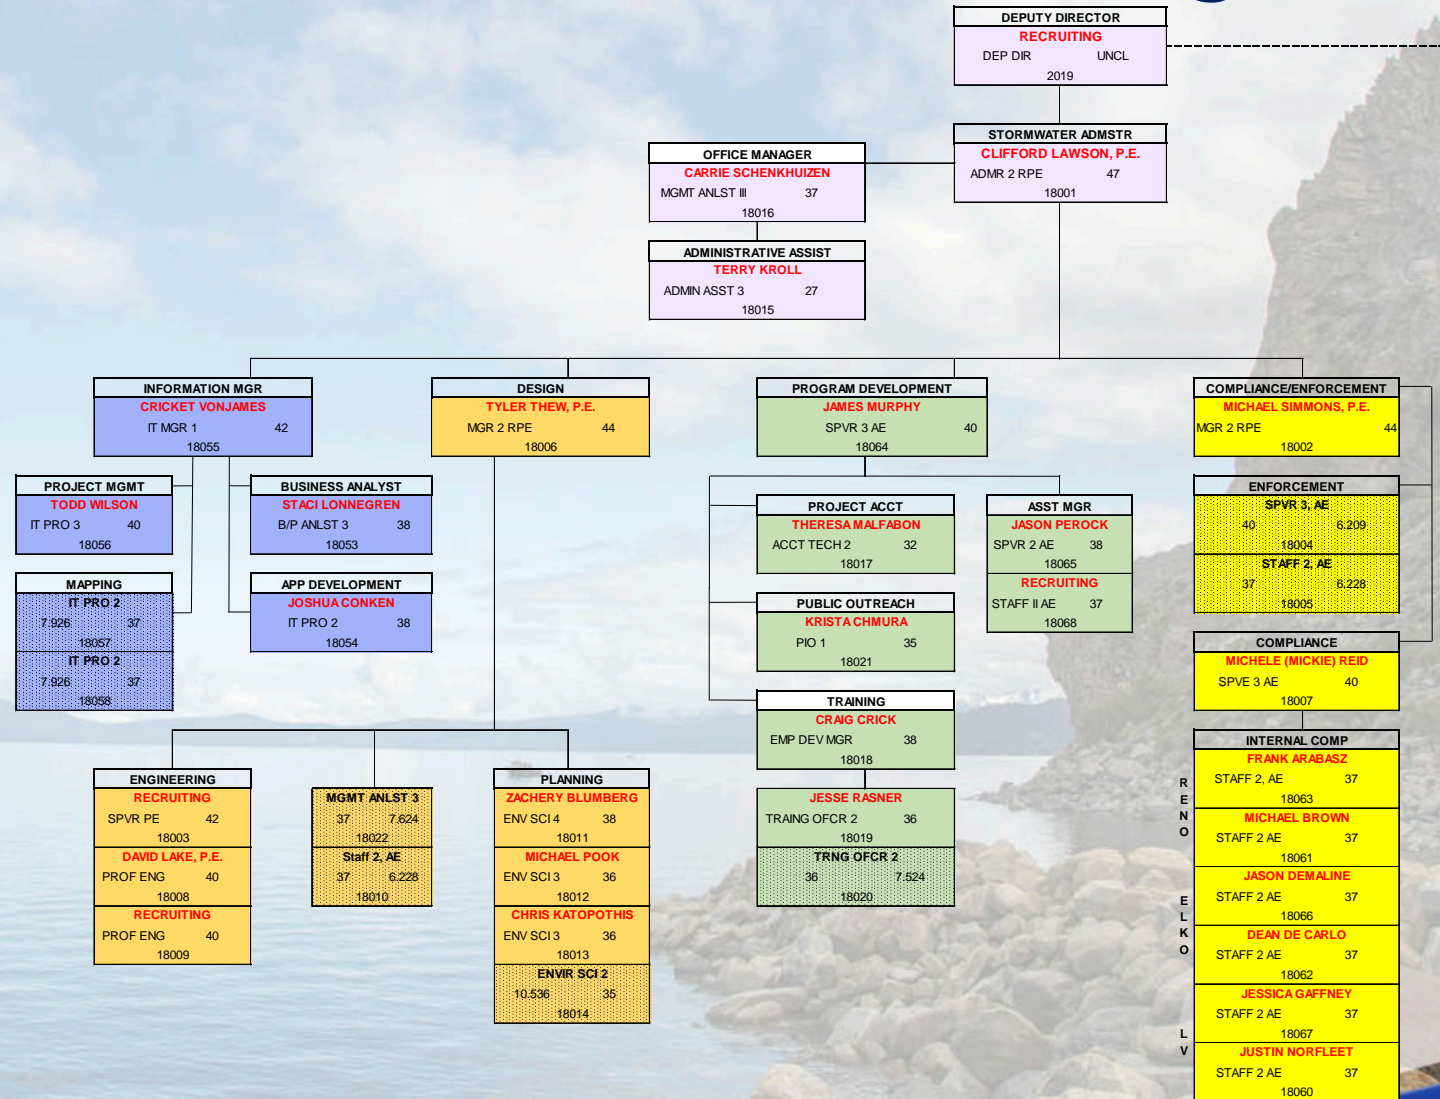 DEPUTY DIRECTOR
RECRUITING
DEP DIR UNCL
2019
STORMWATER ADMSTR
CLIFFORD LAWSON, P.E.
ADMR 2 RPE 47
18001
OFFICE MANAGER
CARRIE SCHENKHUIZEN
MGMT ANLST III 37
18016
ADMINISTRATIVE ASSIST
TERRY KROLL
ADMIN ASST 3 27
18015
INFORMATION MGR
CRICKET VONJAMES
IT MGR 1 42
18055
PROJECT MGMT
TODD WILSON
IT PRO 3 40
18056
MAPPING
IT PRO 2
7.926 37
18057
IT PRO 2
7.926 37
18058
BUSINESS ANALYST
STACI LONNEGREN
B/P ANLST 3 38
18053
APP DEVELOPMENT
JOSHUA CONKEN
IT PRO 2 38
18054
DESIGN
TYLER THEW, P.E.
MGR 2 RPE 44
18006
ENGINEERING
RECRUITING
SPVR PE 42
18003
DAVID LAKE, P.E.
PROF ENG 40
18008
RECRUITING
PROF ENG 40
18009
MGMT ANLST 3
37 7.624
18022
Staff 2, AE
37 6.228
18010
PLANNING
ZACHERY BLUMBERG
ENV SCI 4 38
18011
MICHAEL POOK
ENV SCI 3 36
18012
CHRIS KATOPOTHIS
ENV SCI 3 36
18013
ENVIR SCI 2
10.536 35
18014
PROGRAM DEVELOPMENT
JAMES MURPHY
SPVR 3 AE 40
18064
PROJECT ACCT
THERESA MALFABON
ACCT TECH 2 32
18017
PUBLIC OUTREACH
KRISTA CHMURA
PIO 1 35
18021
TRAINING
CRAIG CRICK
EMP DEV MGR 38
18018
JESSE RASNER
TRAING OFCR 2 36
18019
TRNG OFCR 2
36 7.524
18020
ASST MGR
JASON PEROCK
SPVR 2 AE 38
18065
RECRUITING
STAFF II AE 37
18068
COMPLIANCE/ENFORCEMENT
MICHAEL SIMMONS, P.E.
MGR 2 RPE 44
18002
ENFORCEMENT
SPVR 3, AE
40 6.209
18004
STAFF 2, AE
37 6.228
18005
COMPLIANCE
MICHELE (MICKIE) REID
SPVE 3 AE 40
18007
INTERNAL COMP
RENO
FRANK ARABASZ
STAFF 2, AE 37
18063
MICHAEL BROWN
STAFF 2 AE 37
18061
ELKO
JASON DEMALINE
STAFF 2 AE 37
18066
DEAN DE CARLO
STAFF 2 AE 37
18062
LV
JESSICA GAFFNEY
STAFF 2 AE 37
18067
JUSTIN NORFLEET
STAFF 2 AE 37
18060